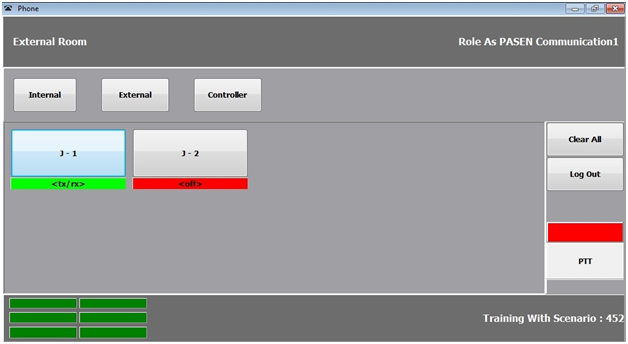 Phone
External Room
Role As PASEN Communication1
Internal
External
Controller
J - 1
J - 2
<tx/rx>
<off>
Clear All
Log Out
PTT
Training With Scenario : 452